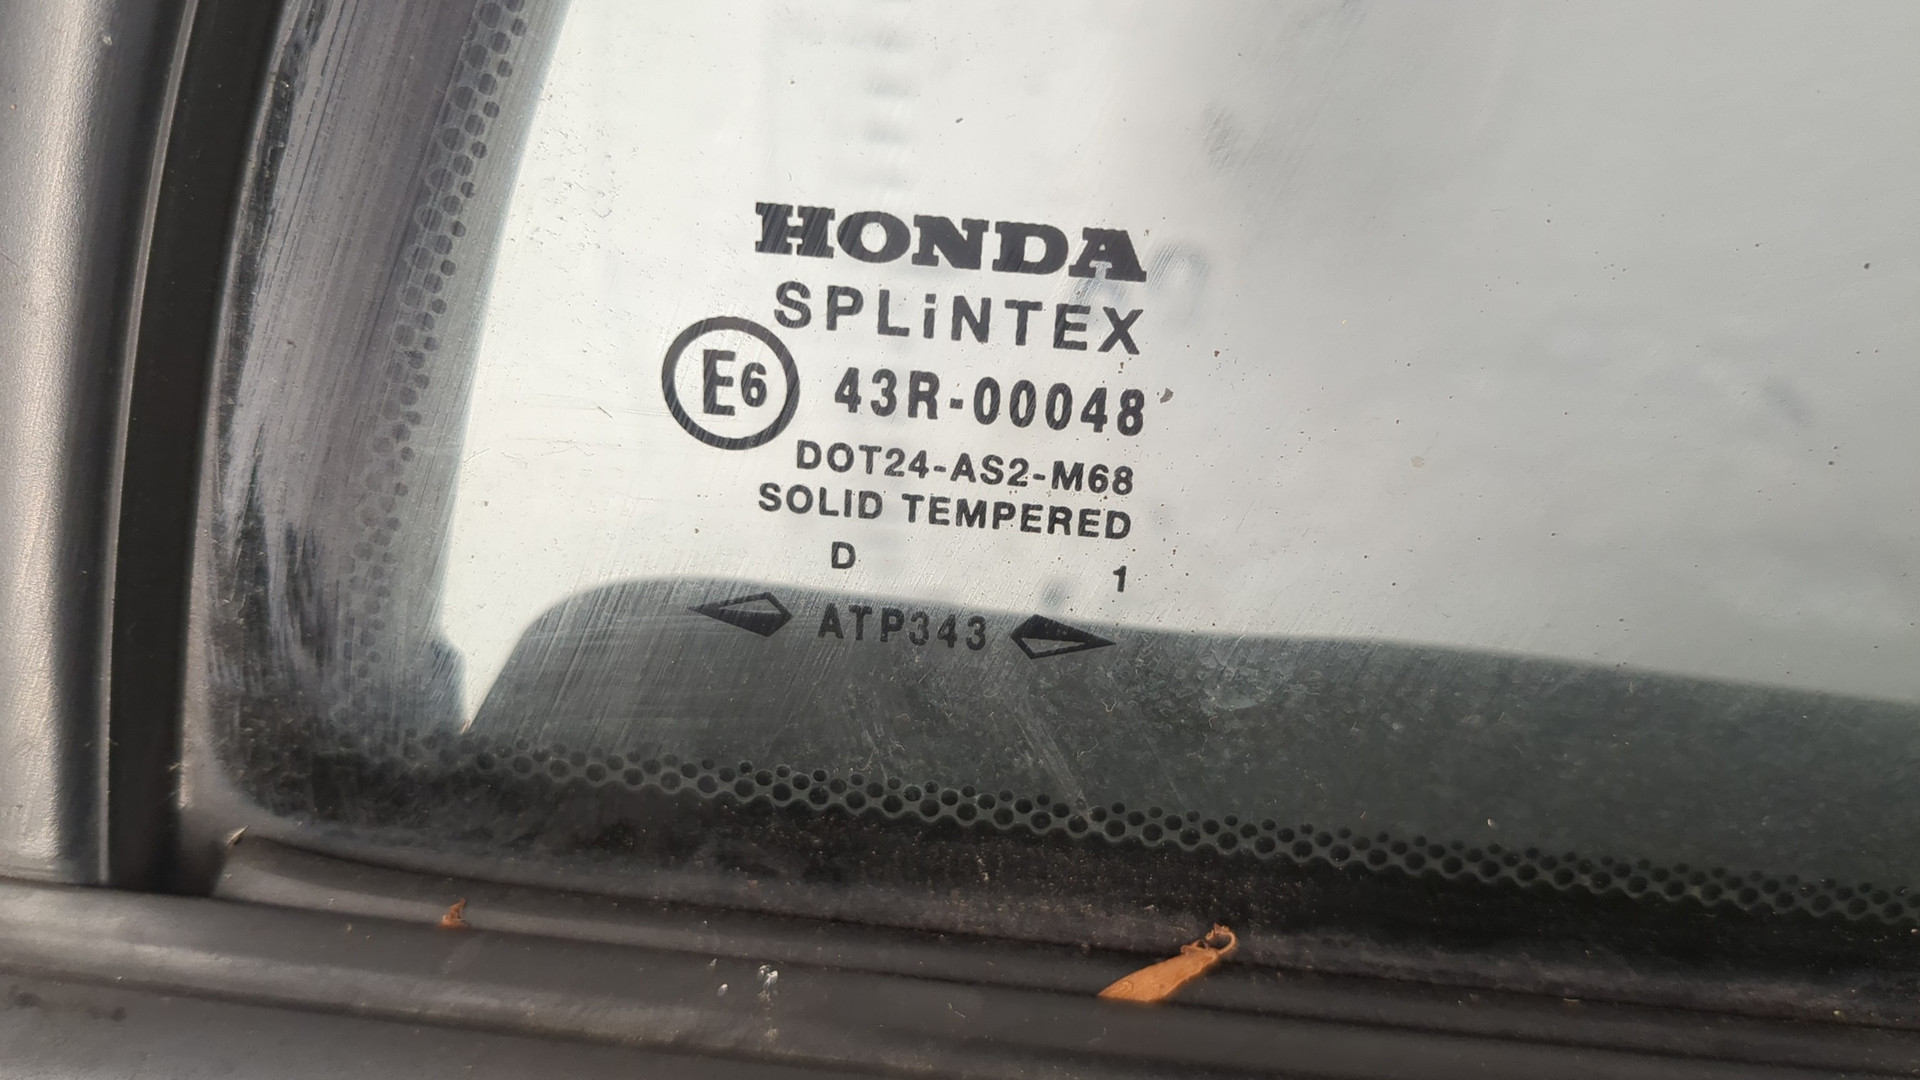 HONDA
SPLiNTEX
E6 43R-00048
DOT24-AS2-M68
SOLID TEMPERED
D 1
ATP343